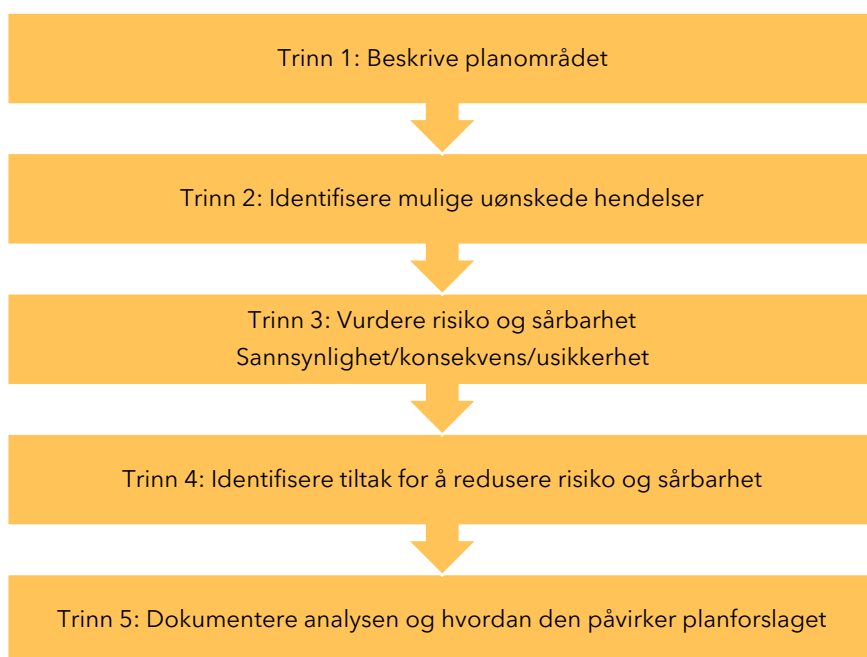 Trinn 1: Beskrive planområdet
Trinn 2: Identifisere mulige uønskede hendelser
Trinn 3: Vurdere risiko og sårbarhet
Sannsynlighet/konsekvens/usikkerhet
Trinn 4: Identifisere tiltak for å redusere risiko og sårbarhet
Trinn 5: Dokumentere analysen og hvordan den påvirker planforslaget